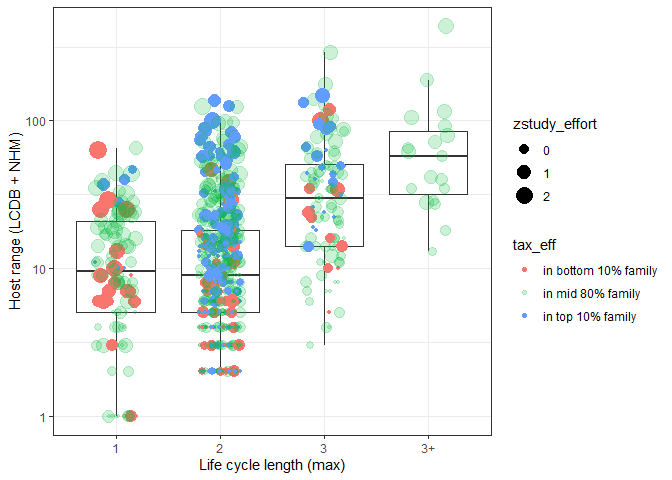 Host range (LCDB + NHM)
100
10
1
1 2 3 3+
Life cycle length (max)
zstudy_effort
0
1
2
tax_eff
in bottom 10% family
in mid 80% family
in top 10% family